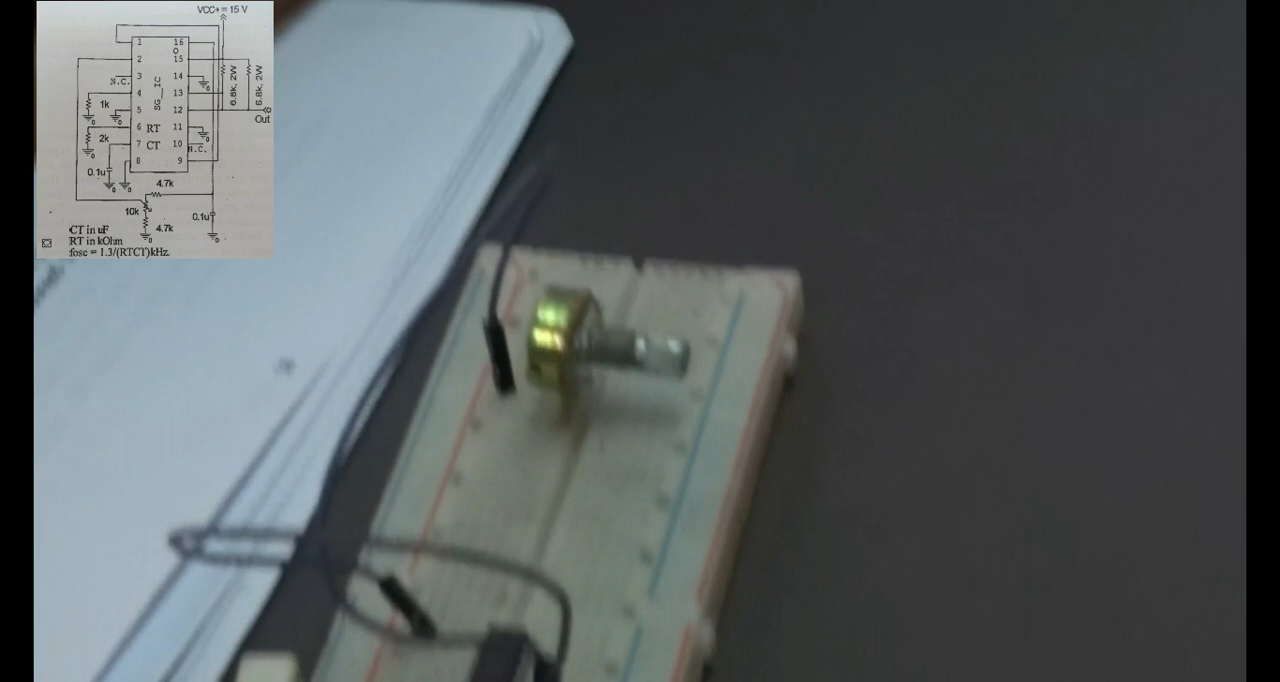 VCC+ = 15 V
1 16
2 15
N.C. 3 14
4 13
1k 5 12
6 RT 11
2k 7 CT 10 N.C.
8 9
SG_IC
6.8k, 2W
6.8k, 2W
Out
0.1u
4.7k
10k
4.7k
0.1u
CT in uF
RT in kOhm
fosc = 1.3/(RTCT)kHz.